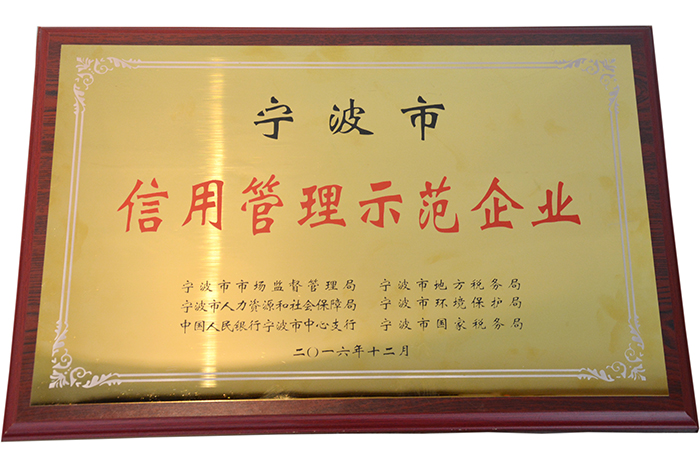 宁波市
信用管理示范企业
宁波市市场监督管理局 宁波市地方税务局
宁波市人力资源和社会保障局 宁波市环境保护局
中国人民银行宁波市中心支行 宁波市国家税务局
二〇一六年十二月